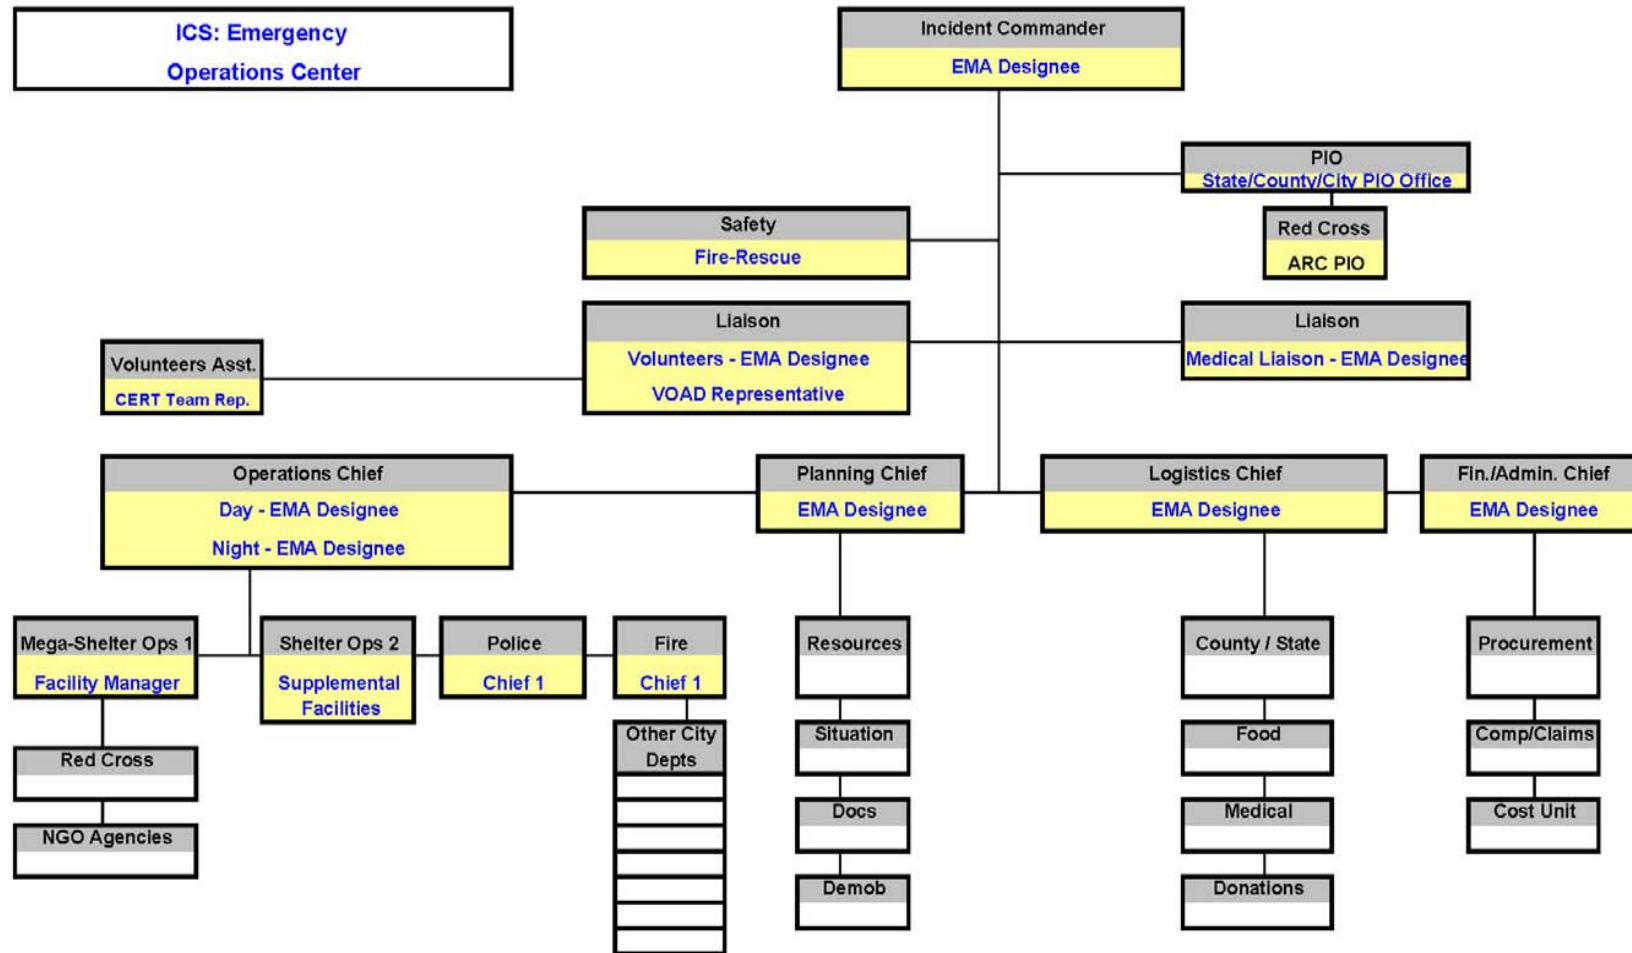 ICS: Emergency
Operations Center
Incident Commander
EMA Designee
PIO
State/County/City PIO Office
Red Cross
ARC PIO
Safety
Fire-Rescue
Liaison
Volunteers - EMA Designee
VOAD Representative
Liaison
Medical Liaison - EMA Designee
Volunteers Asst.
CERT Team Rep.
Operations Chief
Day - EMA Designee
Night - EMA Designee
Planning Chief
EMA Designee
Logistics Chief
EMA Designee
Fin./Admin. Chief
EMA Designee
Mega-Shelter Ops 1
Facility Manager
Shelter Ops 2
Supplemental
Facilities
Police
Chief 1
Fire
Chief 1
Other City
Depts
Red Cross
NGO Agencies
Resources
Situation
Docs
Demob
County / State
Food
Medical
Donations
Procurement
Comp/Claims
Cost Unit